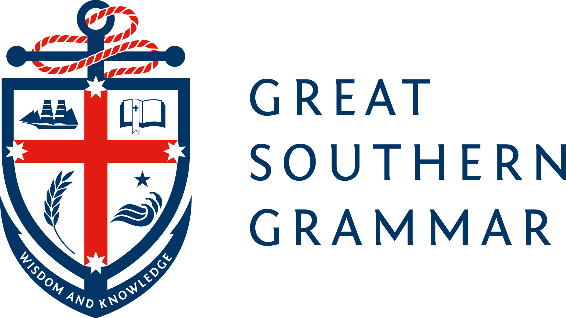 GREAT
SOUTHERN
GRAMMAR
WISDOM AND KNOWLEDGE